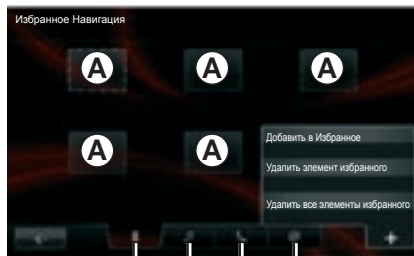 Избранное Навигация
A A A
A A
Добавить в Избранное
Удалить элемент избранного
Удалить все элементы избранного